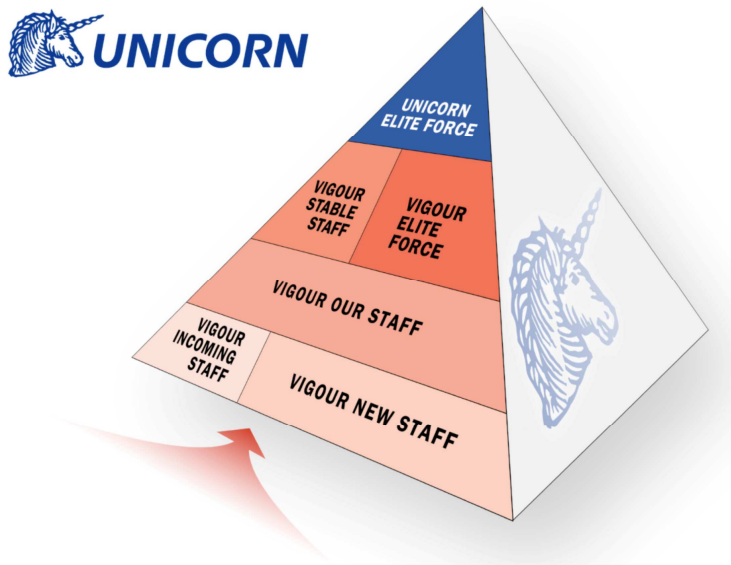 UNICORN
UNICORN
ELITE FORCE
VIGOUR
STABLE
STAFF
VIGOUR
ELITE
FORCE
VIGOUR OUR STAFF
VIGOUR
INCOMING
STAFF
VIGOUR NEW STAFF